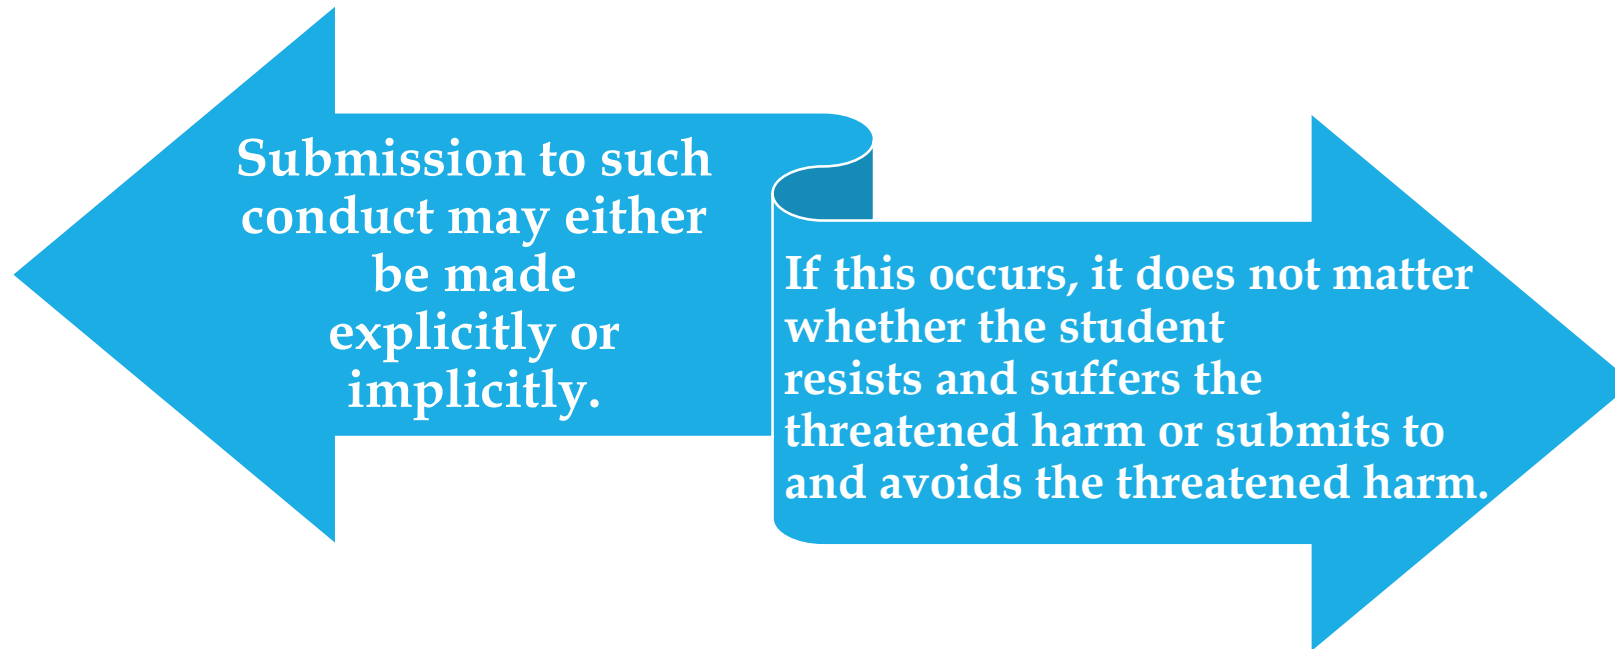 Submission to such
conduct may either
be made
explicitly or
implicitly.
If this occurs, it does not matter
whether the student
resists and suffers the
threatened harm or submits to
and avoids the threatened harm.